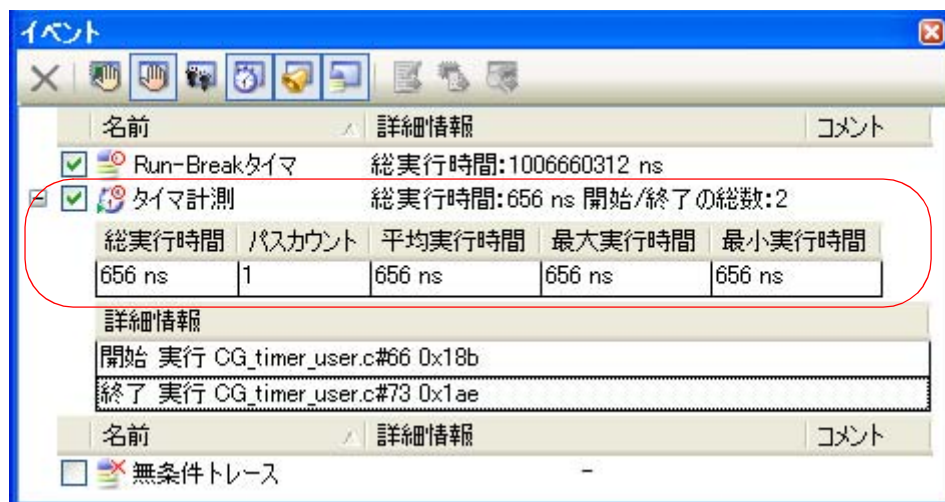 イベント
名前 詳細情報 コメント
Run-Breakタイマ 総実行時間:1006660312 ns
タイマ計測 総実行時間:656 ns 開始/終了の総数:2
総実行時間 パスカウント 平均実行時間 最大実行時間 最小実行時間
656 ns 1 656 ns 656 ns 656 ns
詳細情報
開始 実行 CG_timer_user.c#66 0x18b
終了 実行 CG_timer_user.c#73 0x1ae
名前 詳細情報 コメント
無条件トレース -